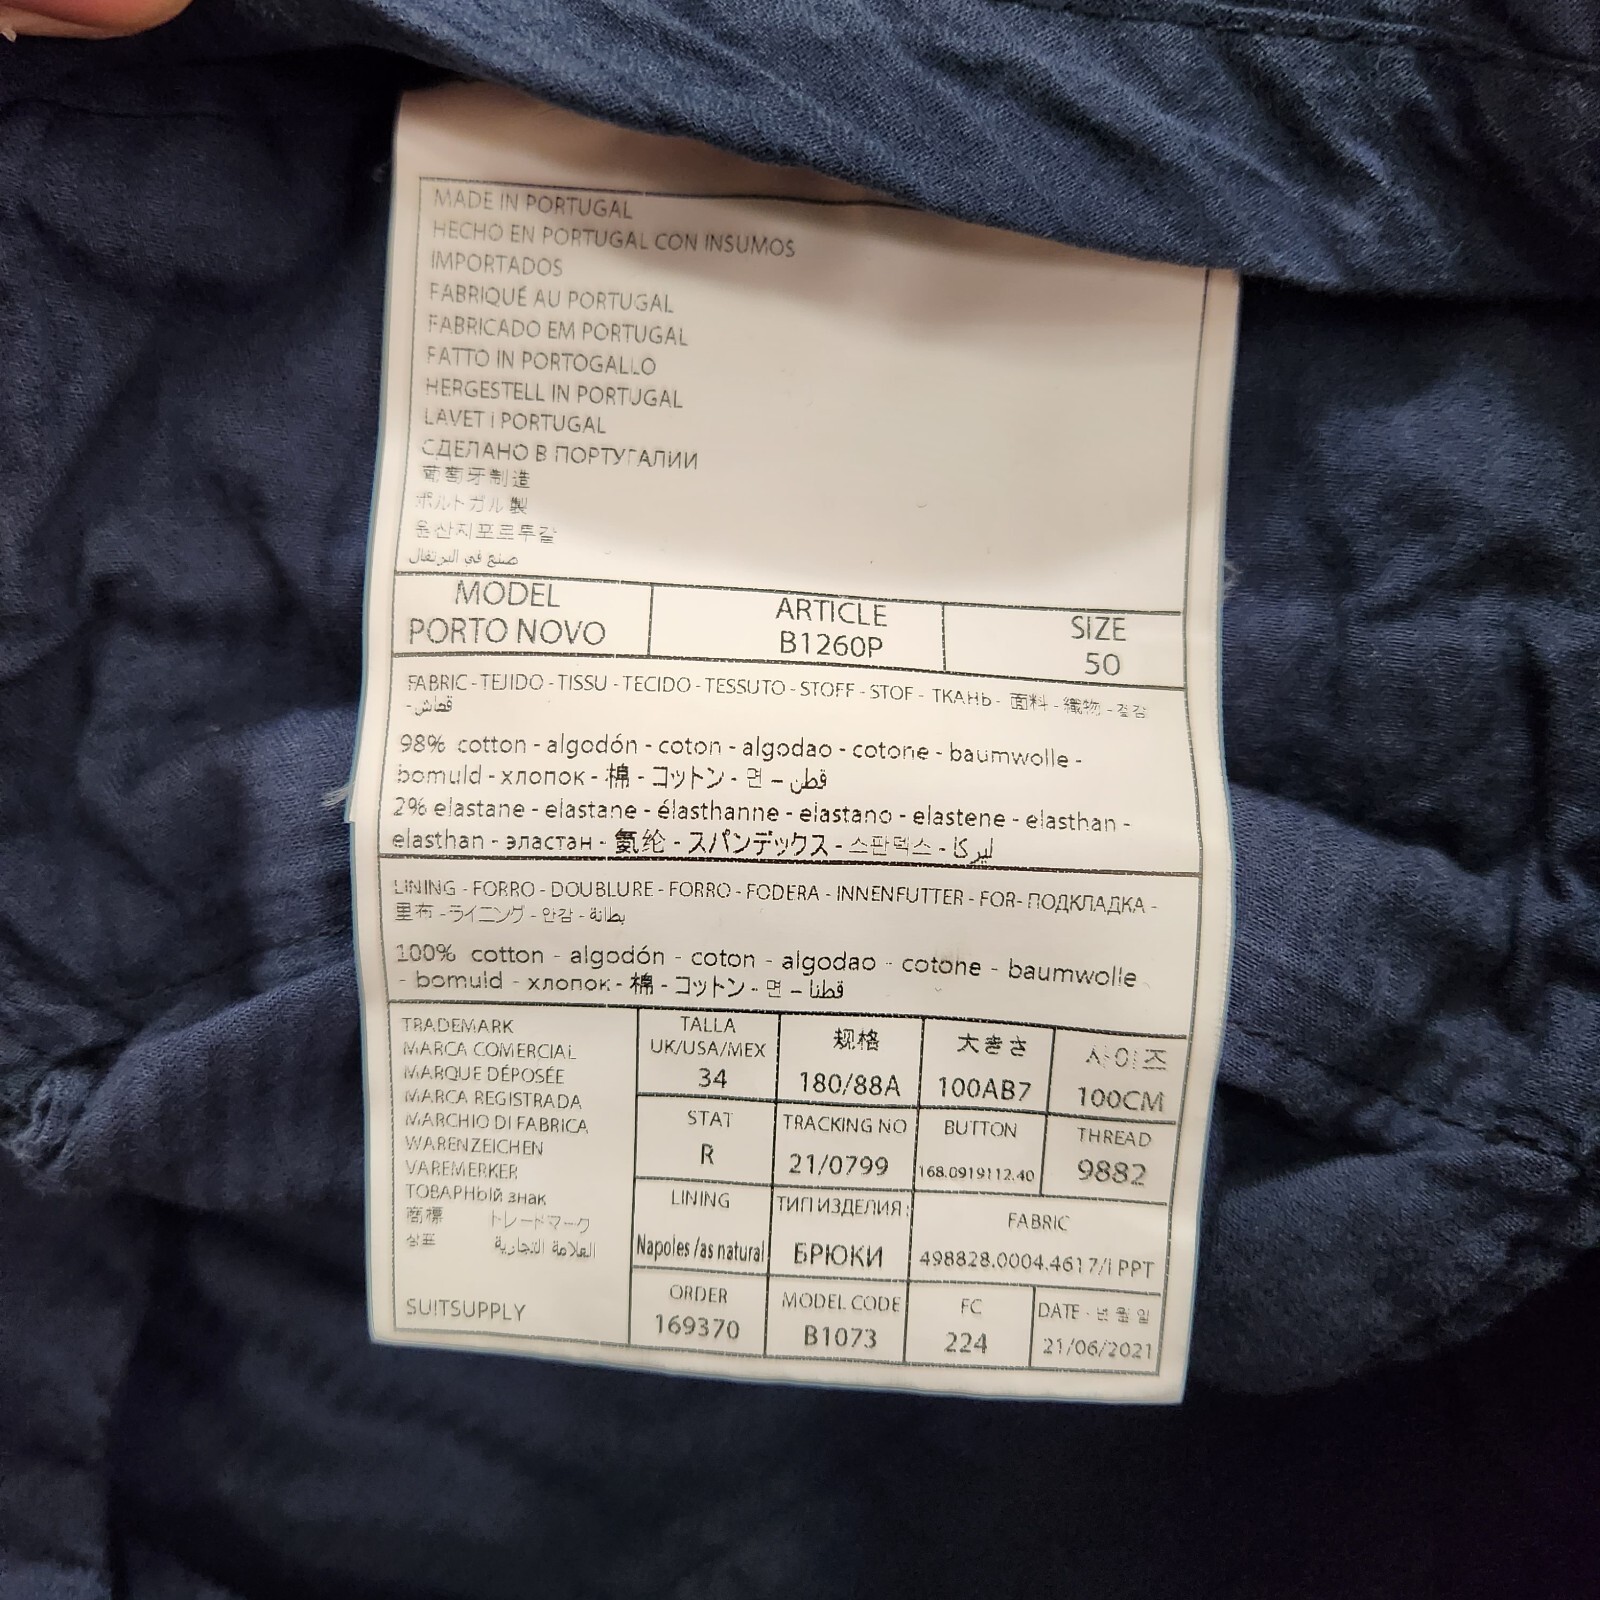 MADE IN PORTUGAL
HECHO EN PORTUGAL CON INSUMOS
IMPORTADOS
FABRIQUÉ AU PORTUGAL
FABRICADO EM PORTUGAL
FATTO IN PORTOGALLO
HERGESTELL IN PORTUGAL
LAVET i PORTUGAL
СДЕЛАНО В ПОРТУГАЛИИ
葡萄牙制造
ポルトガル製
원산지포르투갈
صنع في البرتغال
MODEL
PORTO NOVO
ARTICLE
B1260P
SIZE
50
FABRIC - TEJIDO - TISSU - TECIDO - TESSUTO - STOFF - STOF - ТКАНЬ - 面料 - 織物 - 겉감
- قماش
98% cotton - algodón - coton - algodao - cotone - baumwolle -
bomuld - хлопок - 棉 - コットン - 면 – قطن
2% elastane - elastane - élasthanne - elastano - elastene - elasthan -
elasthan - эластан - 氨纶 - スパンデックス - 스판덱스 - ليركا
LINING - FORRO - DOUBLURE - FORRO - FODERA - INNENFUTTER - FOR- ПОДКЛАДКА -
里布 -ライニング - 안감 - بطانة
100% cotton - algodón - coton - algodao - cotone - baumwolle
- bomuld - хлопок - 棉 - コットン - 면 – قطنا
TRADEMARK
MARCA COMERCIAL
MARQUE DÉPOSÉE
MARCA REGISTRADA
MARCHIO DI FABRICA
WARENZEICHEN
VAREMERKER
ТОВАРНЫЙ знак
商標 トレードマーク
상표 العلامة التجارية
SUITSUPPLY
TALLA
UK/USA/MEX
34
规格
180/88A
大きさ
100AB7
사이즈
100CM
STAT
R
TRACKING NO
21/0799
BUTTON
168.0919112.40
THREAD
9882
LINING
Napoles /as natural
ТИП ИЗДЕЛИЯ:
БРЮКИ
FABRIC
498828.0004.4617/I PPT
ORDER
169370
MODEL CODE
B1073
FC
224
DATE - 년 월 일
21/06/2021